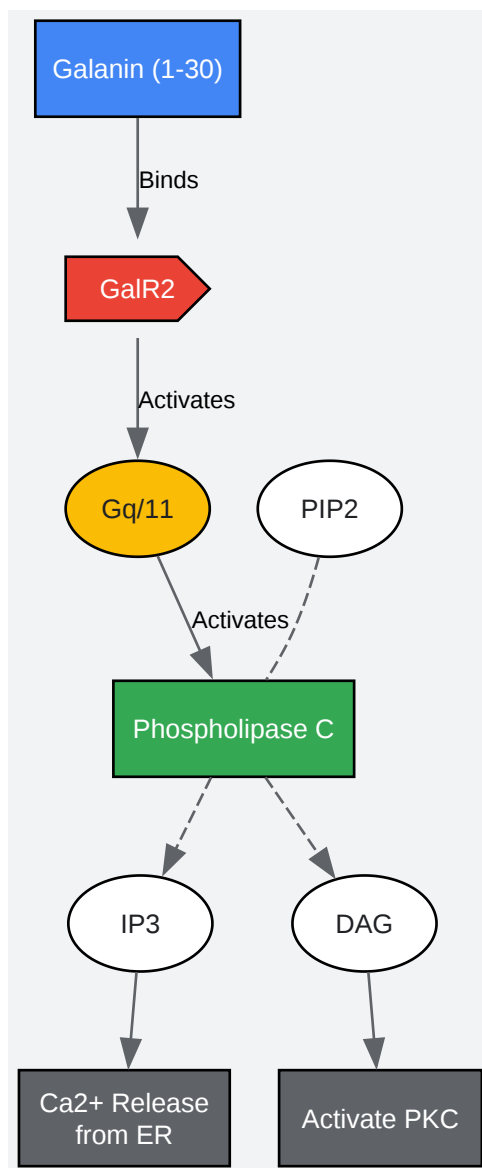 Galanin (1-30)
Binds
GalR2
Activates
Gq/11
PIP2
Activates
Phospholipase C
IP3
DAG
Ca2+ Release
from ER
Activate PKC